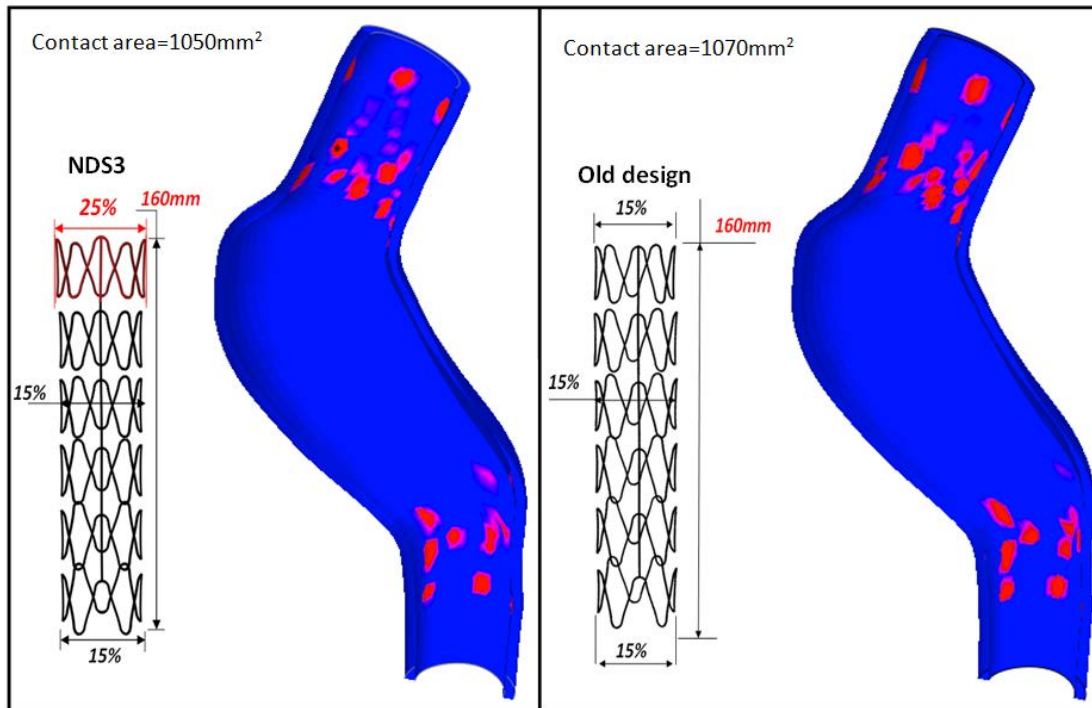 Contact area=1050mm²
NDS3
25%
160mm
15%
15%
Contact area=1070mm²
Old design
15%
160mm
15%
15%